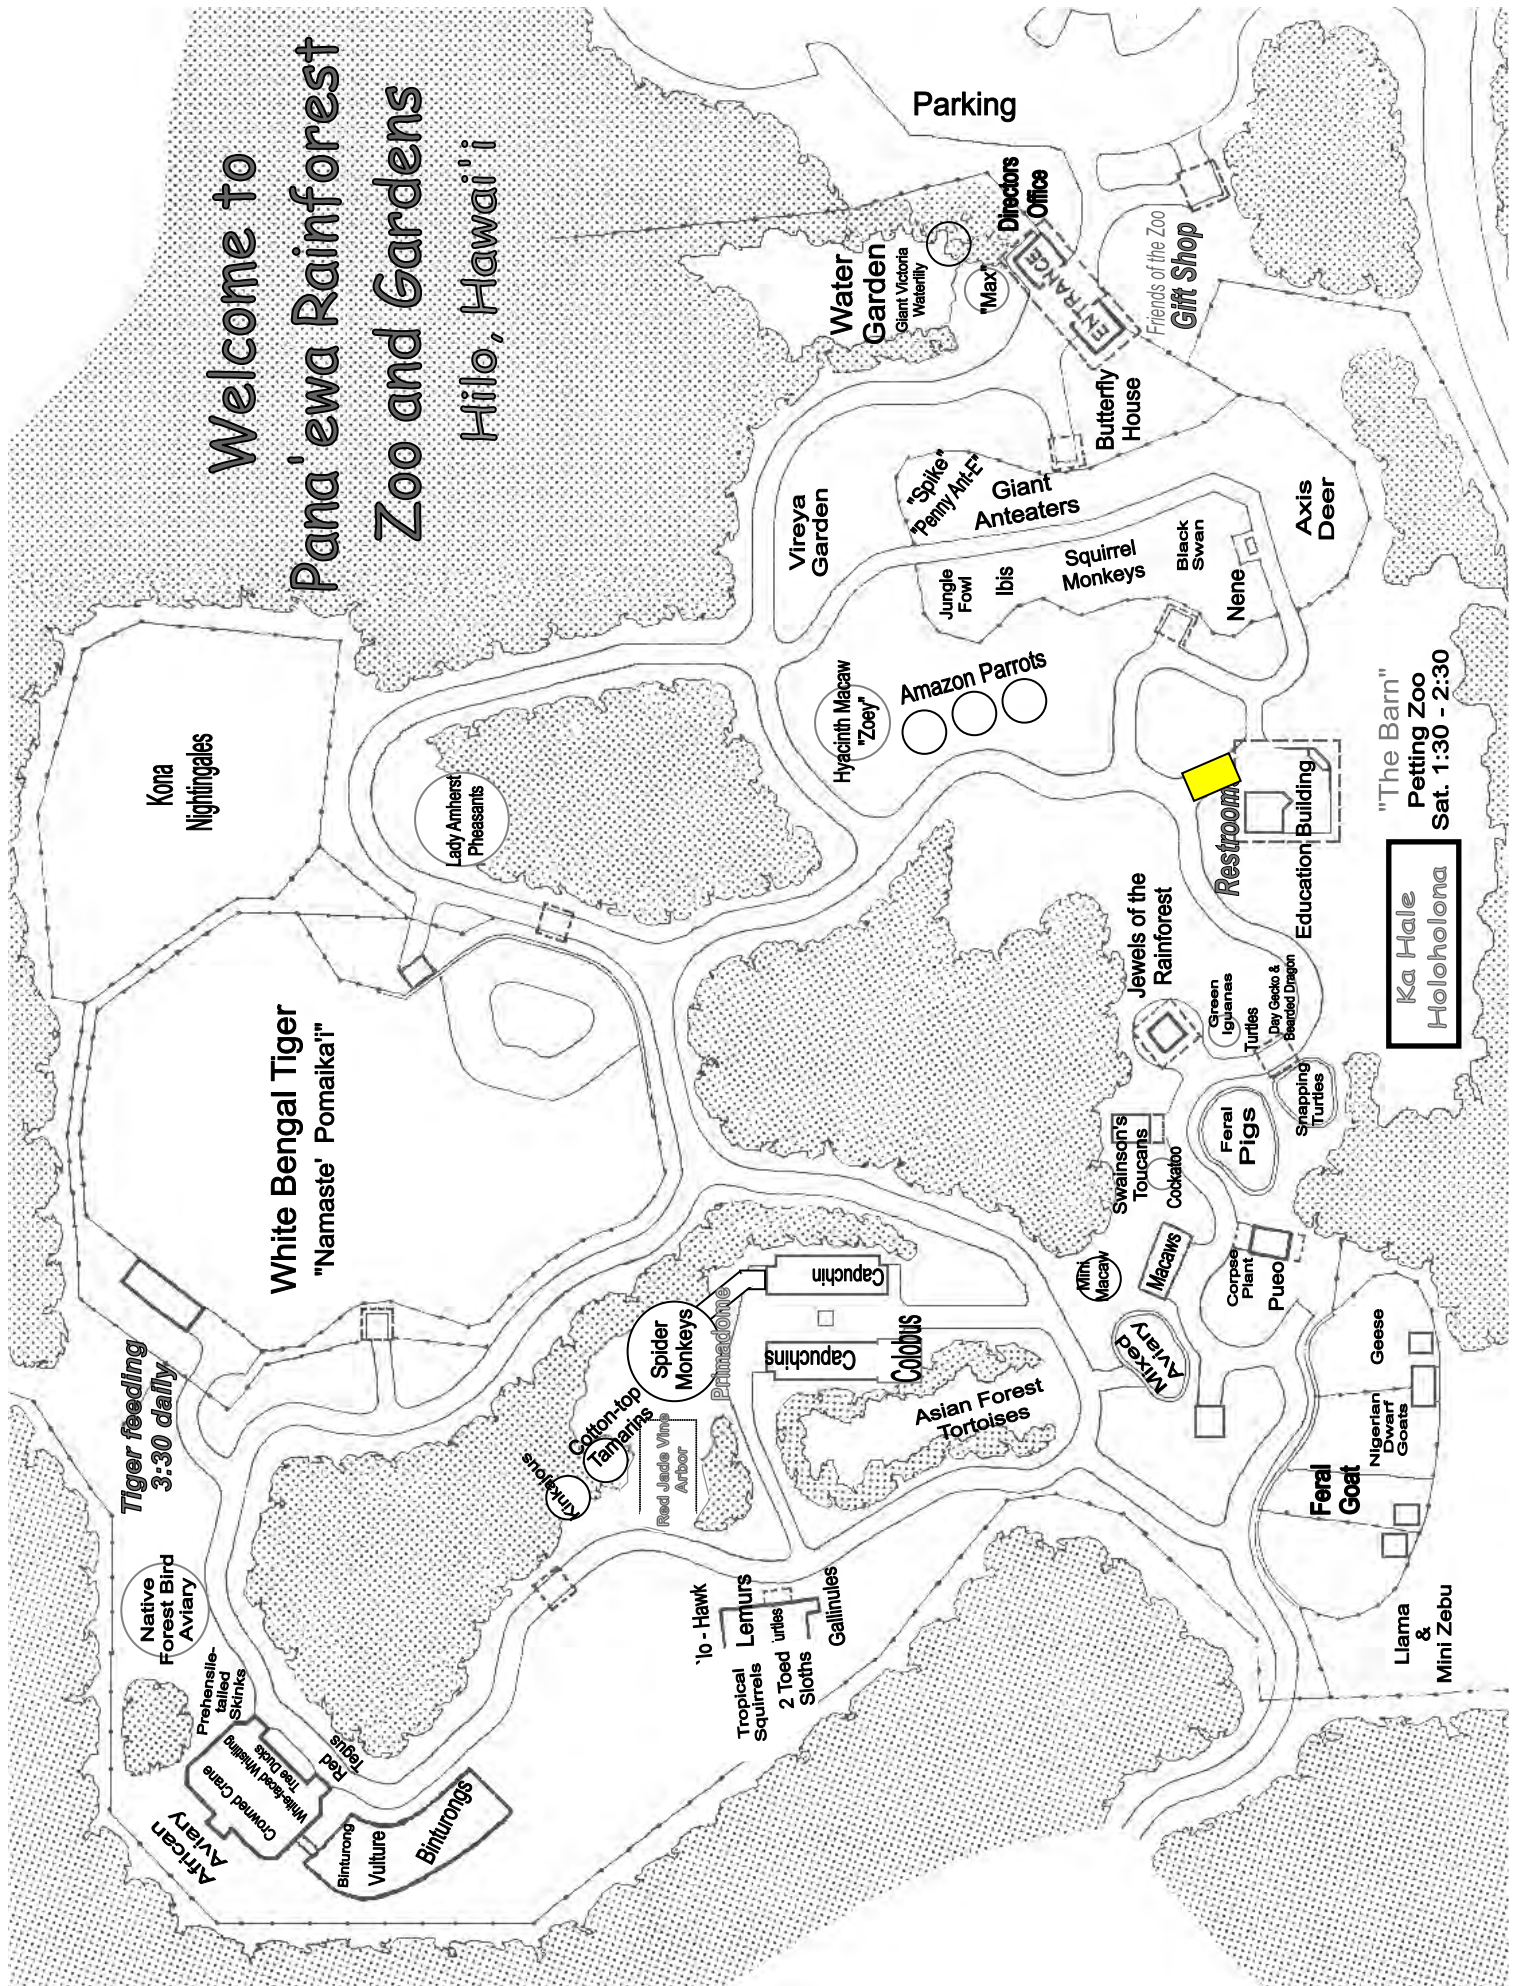 Welcome to
Pana'ewa Rainforest
Zoo and Gardens
Hilo, Hawai'i
Parking
Directors
Office
ENTRANCE
Friends of the Zoo
Gift Shop
Water
Garden
Giant Victoria
Waterlily
"Max"
Butterfly
House
"Spike"
"Penny Ant-E"
Giant
Anteaters
Vireya
Garden
Axis
Deer
Jungle
Fowl
Ibis
Squirrel
Monkeys
Black
Swan
Nene
Hyacinth Macaw
"Zoey"
Amazon Parrots
Kona
Nightingales
Lady Amherst
Pheasants
"The Barn"
Petting Zoo
Sat. 1:30 - 2:30
Ka Hale
Holoholona
Restrooms
Education Building
Jewels of the
Rainforest
Green
Iguanas
Turtles
Day Gecko &
Bearded Dragon
Snapping
Turtles
Feral
Pigs
Swainson's
Toucans
Cockatoo
White Bengal Tiger
"Namaste' Pomaika'i"
Mini
Macaw
Macaws
Corpse
Plant
Pueo
Mixed
Aviary
Capuchin
Primadome
Spider
Monkeys
Capuchins
Colobus
Asian Forest
Tortoises
Cotton-top
Tamarins
Kinkajous
Red Jade Vine
Arbor
Tiger feeding
3:30 daily
Geese
Nigerian
Dwarf
Goats
Feral
Goat
Llama
&
Mini Zebu
Native
Forest Bird
Aviary
'Io - Hawk
Lemurs
Tropical
Squirrels
urtles
2 Toed
Sloths
Gallinules
Prehensile-
tailed
Skinks
Red
Tegus
African
Aviary
Crowned Crane
White-faced Whistling
Tree Ducks
Binturong
Vulture
Binturongs